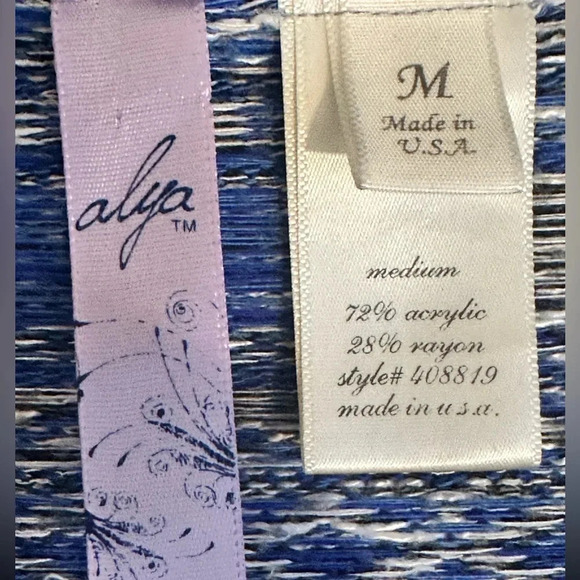 alya
TM
M
Made in
U.S.A.
medium
72% acrylic
28% rayon
style# 408819
made in u.s.a.